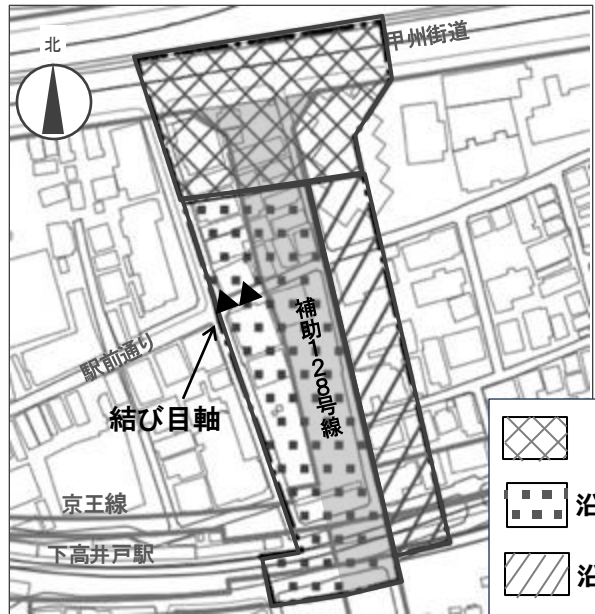 北
甲州街道
補助128号線
駅前通り
結び目軸
京王線
下高井戸駅
沿
沿